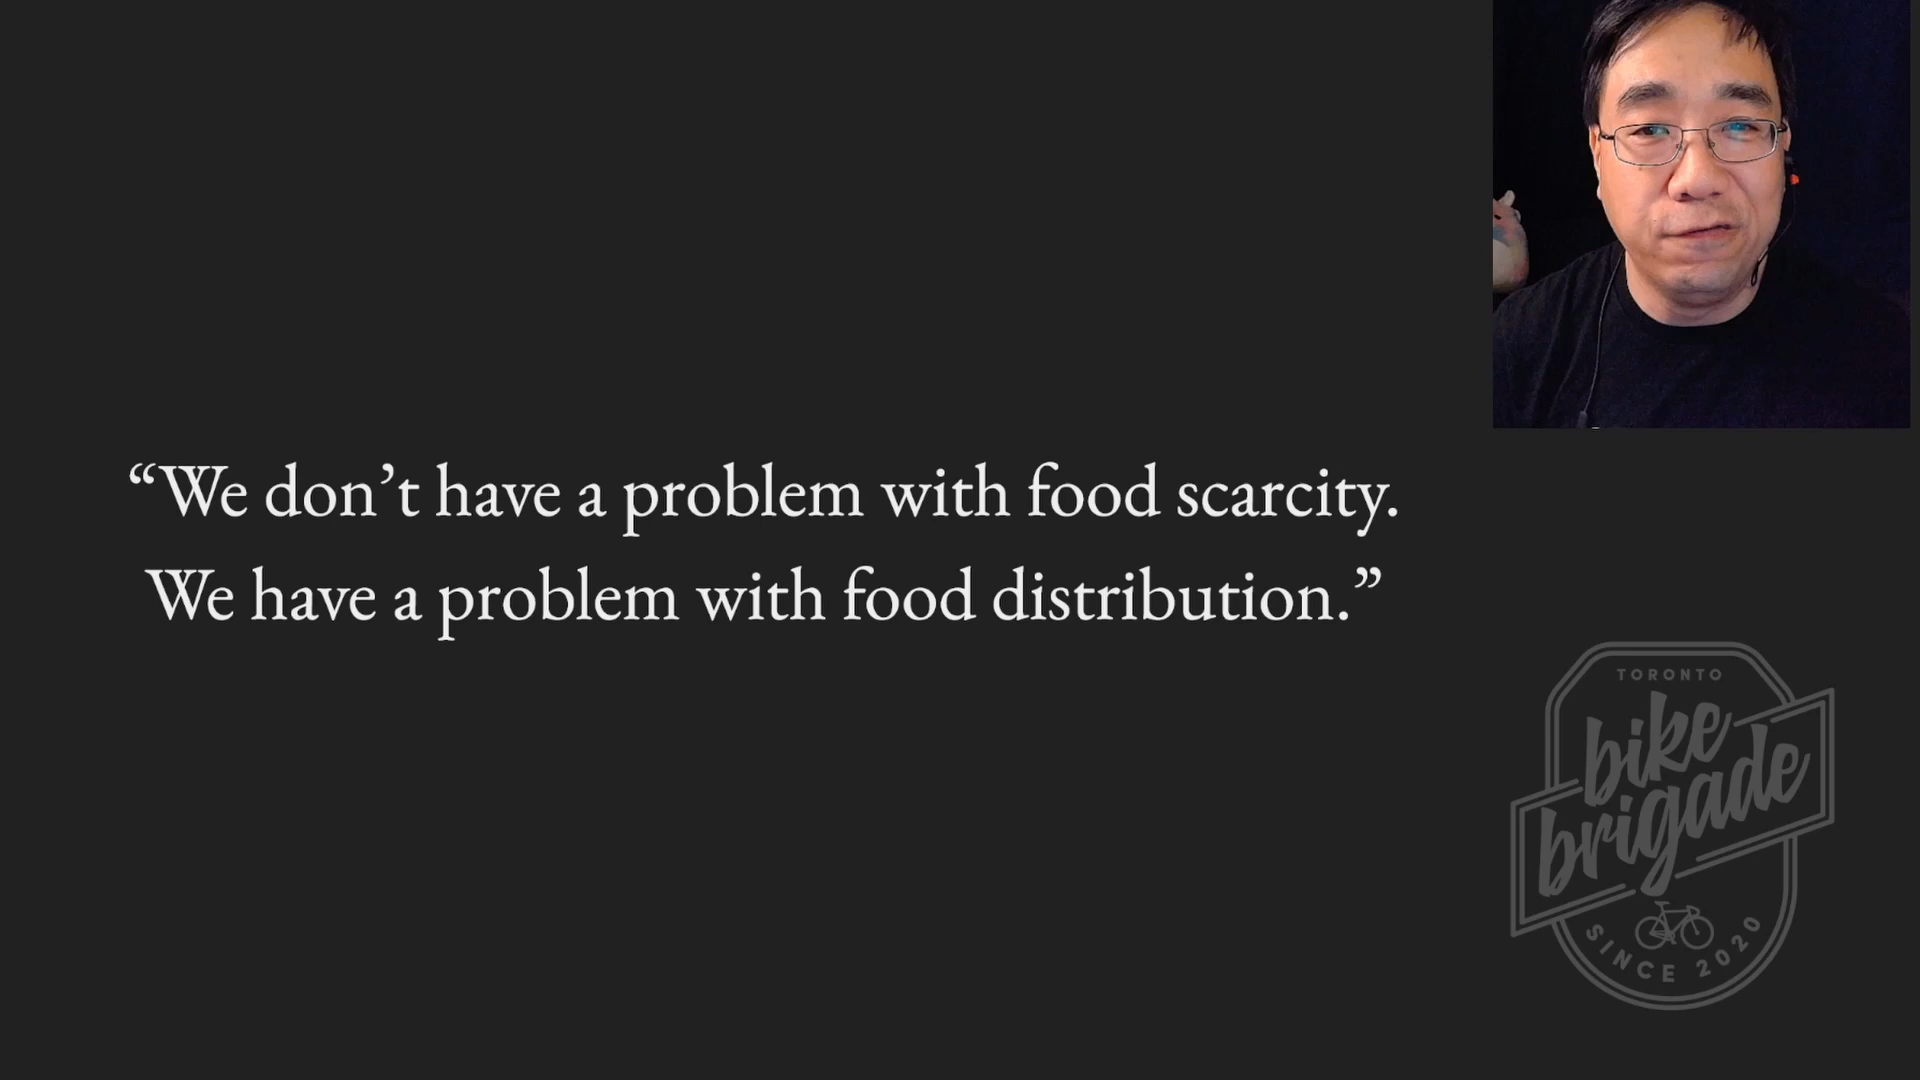 “We don’t have a problem with food scarcity.
We have a problem with food distribution.”
TORONTO
bike
brigade
SINCE 2020